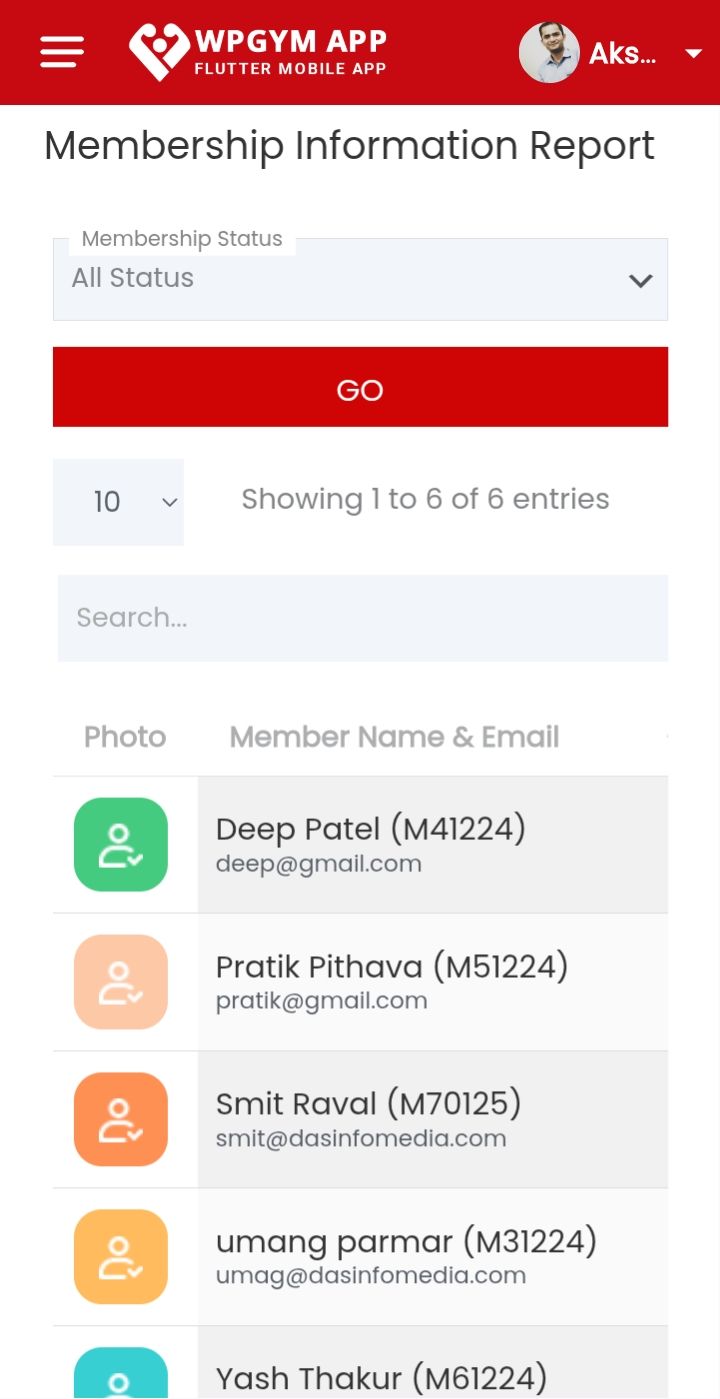 WPGYM APP
FLUTTER MOBILE APP
Aks...
Membership Information Report
Membership Status
All Status
GO
10
Showing 1 to 6 of 6 entries
Search...
Photo
Member Name & Email
Deep Patel (M41224)
deep@gmail.com
Pratik Pithava (M51224)
pratik@gmail.com
Smit Raval (M70125)
smit@dasinfomedia.com
umang parmar (M31224)
umag@dasinfomedia.com
Yash Thakur (M61224)